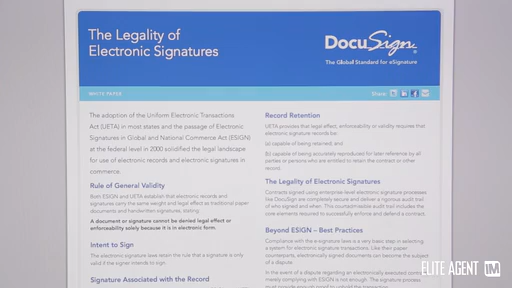 The Legality of
Electronic Signatures
DocuSign
The Global Standard for eSignature
WHITE PAPER
Share:
The adoption of the Uniform Electronic Transactions
Act (UETA) in most states and the passage of Electronic
Signatures in Global and National Commerce Act (ESIGN)
at the federal level in 2000 solidified the legal landscape
for use of electronic records and electronic signatures in
commerce.
Rule of General Validity
Both ESIGN and UETA establish that electronic records and
signatures carry the same weight and legal effect as traditional paper
documents and handwritten signatures, stating:
A document or signature cannot be denied legal effect or
enforceability solely because it is in electronic form.
Intent to Sign
The electronic signature laws retain the rule that a signature is only
valid if the signer intends to sign.
Signature Associated with the Record
Record Retention
UETA provides that legal effect, enforceability or validity requires that
electronic signature records be:
(a) capable of being retained; and
(b) capable of being accurately reproduced for later reference by all
parties or persons who are entitled to retain the contract or other
record.
The Legality of Electronic Signatures
Contracts signed using enterprise-level electronic signature processes
like DocuSign are completely secure and deliver a rigorous audit trail
of who signed and when. This
audit trail includes the
core elements required to successfully enforce and defend a contract.
Beyond ESIGN – Best Practices
Compliance with the e-signature laws is a very basic step in selecting
a system for electronic signature transactions. Like their paper
counterparts, electronically signed documents can become the subject
of a dispute.
In the event of a dispute regarding an electronically executed contract,
merely complying with ESIGN is not enough. The signature process
must provide enough proof to uphold the transaction.
ELITE AGENT